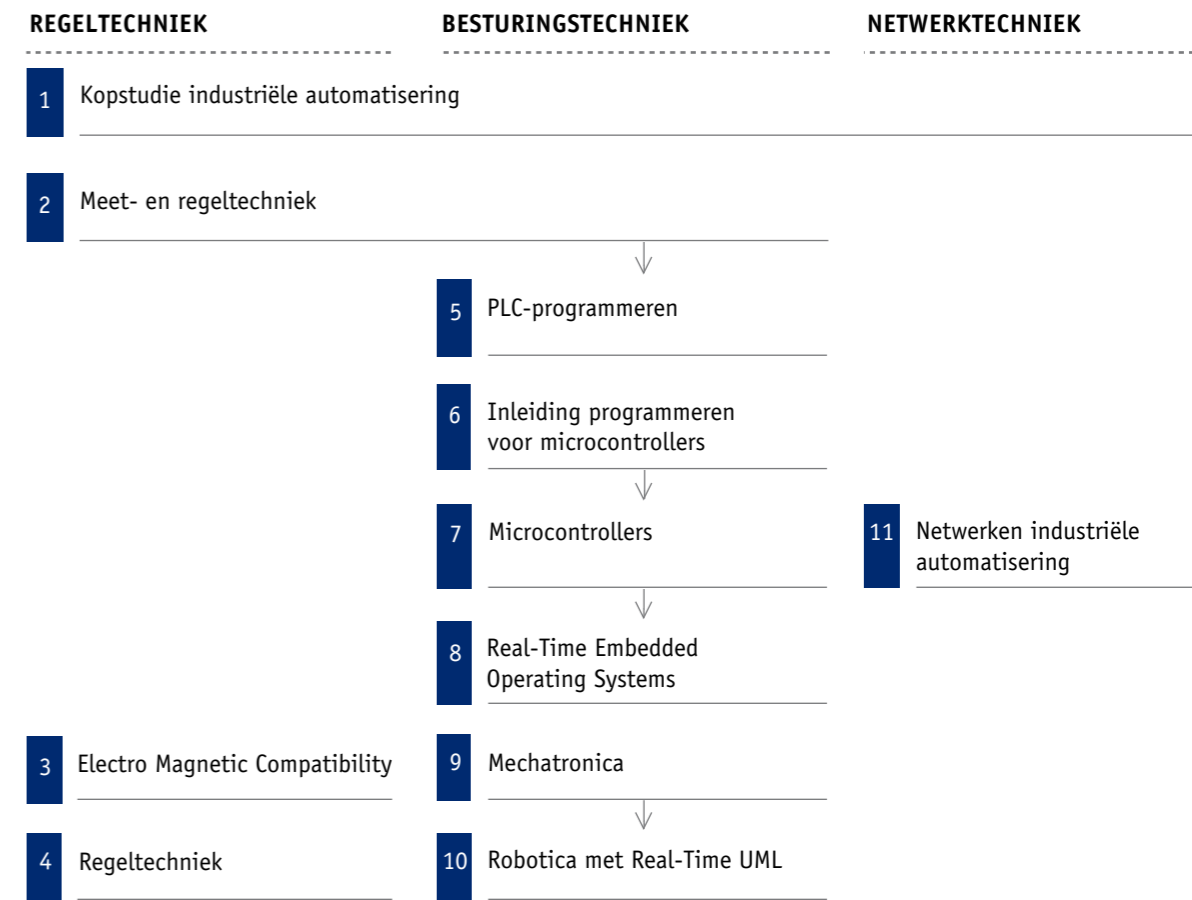 REGELTECHNIEK
BESTURINGSTECHNIEK
NETWERKTECHNIEK
1 Kopstudie industriële automatisering
2 Meet- en regeltechniek
5 PLC-programmeren
6 Inleiding programmeren
voor microcontrollers
7 Microcontrollers
11 Netwerken industriële
automatisering
8 Real-Time Embedded
Operating Systems
3 Electro Magnetic Compatibility
9 Mechatronica
4 Regeltechniek
10 Robotica met Real-Time UML